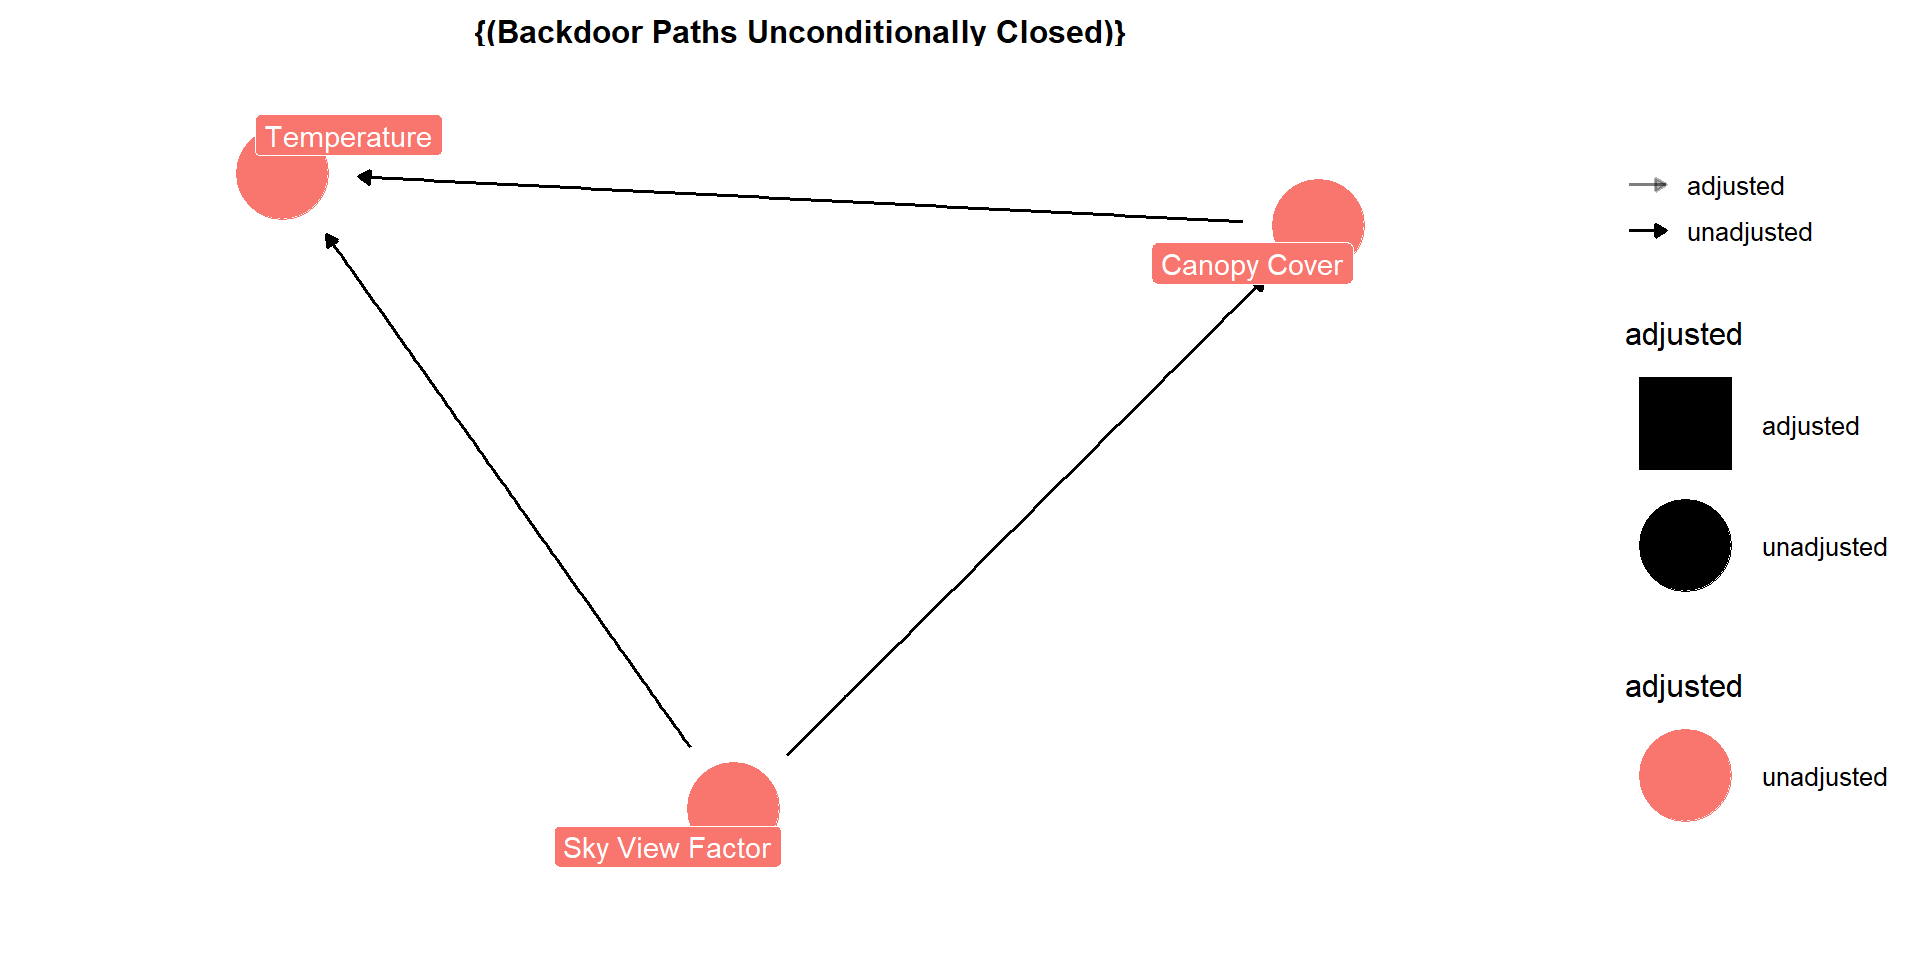 {(Backdoor Paths Unconditionally Closed)}
Temperature
Canopy Cover
Sky View Factor
adjusted
unadjusted
adjusted
adjusted
unadjusted
adjusted
unadjusted